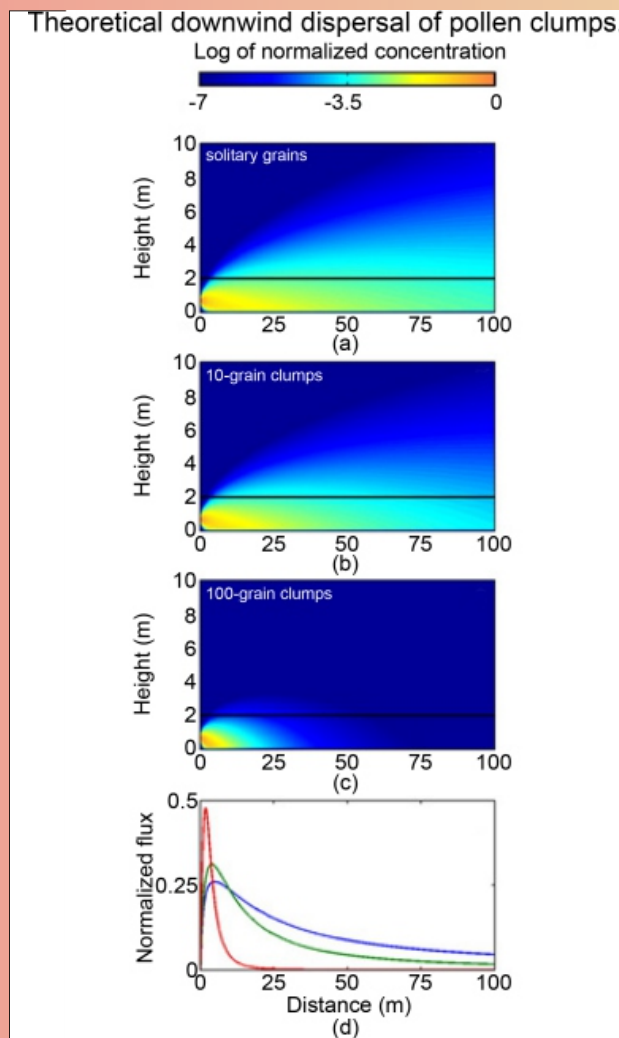 Theoretical downwind dispersal of pollen clumps.
Log of normalized concentration
-7 -3.5 0
solitary grains
Height (m)
10
8
6
4
2
0
0 25 50 75 100
(a)
10-grain clumps
Height (m)
10
8
6
4
2
0
0 25 50 75 100
(b)
100-grain clumps
Height (m)
10
8
6
4
2
0
0 25 50 75 100
(c)
Normalized flux
0.5
0.25
0
0 25 50 75 100
Distance (m)
(d)